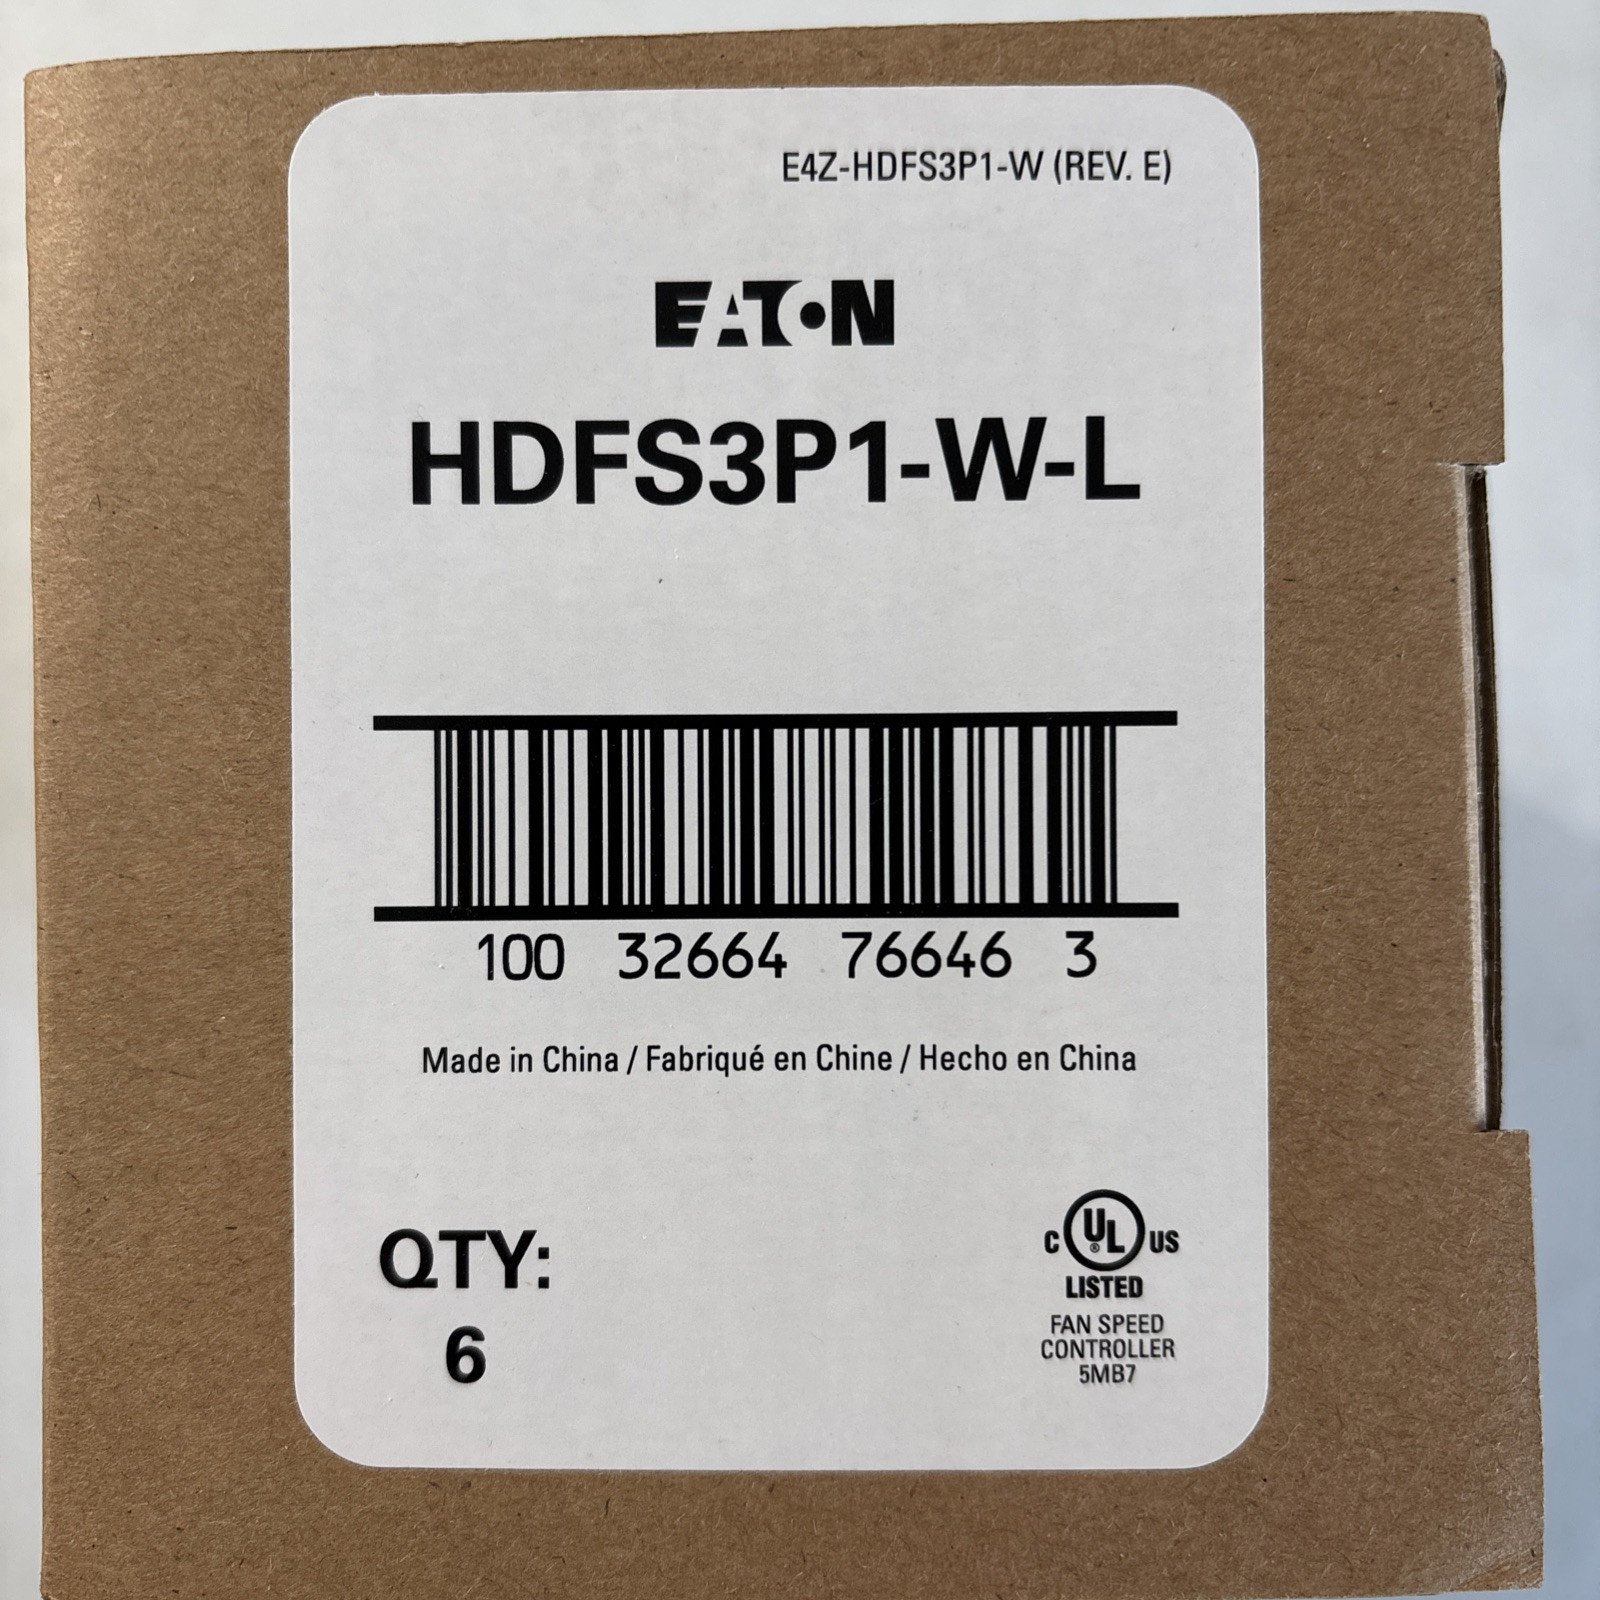 E4Z-HDFS3P1-W (REV. E)
EATON
HDFS3P1-W-L
100 32664 76646 3
Made in China / Fabriqué en Chine / Hecho en China
QTY:
6
C UL ® US
LISTED
FAN SPEED
CONTROLLER
5MB7